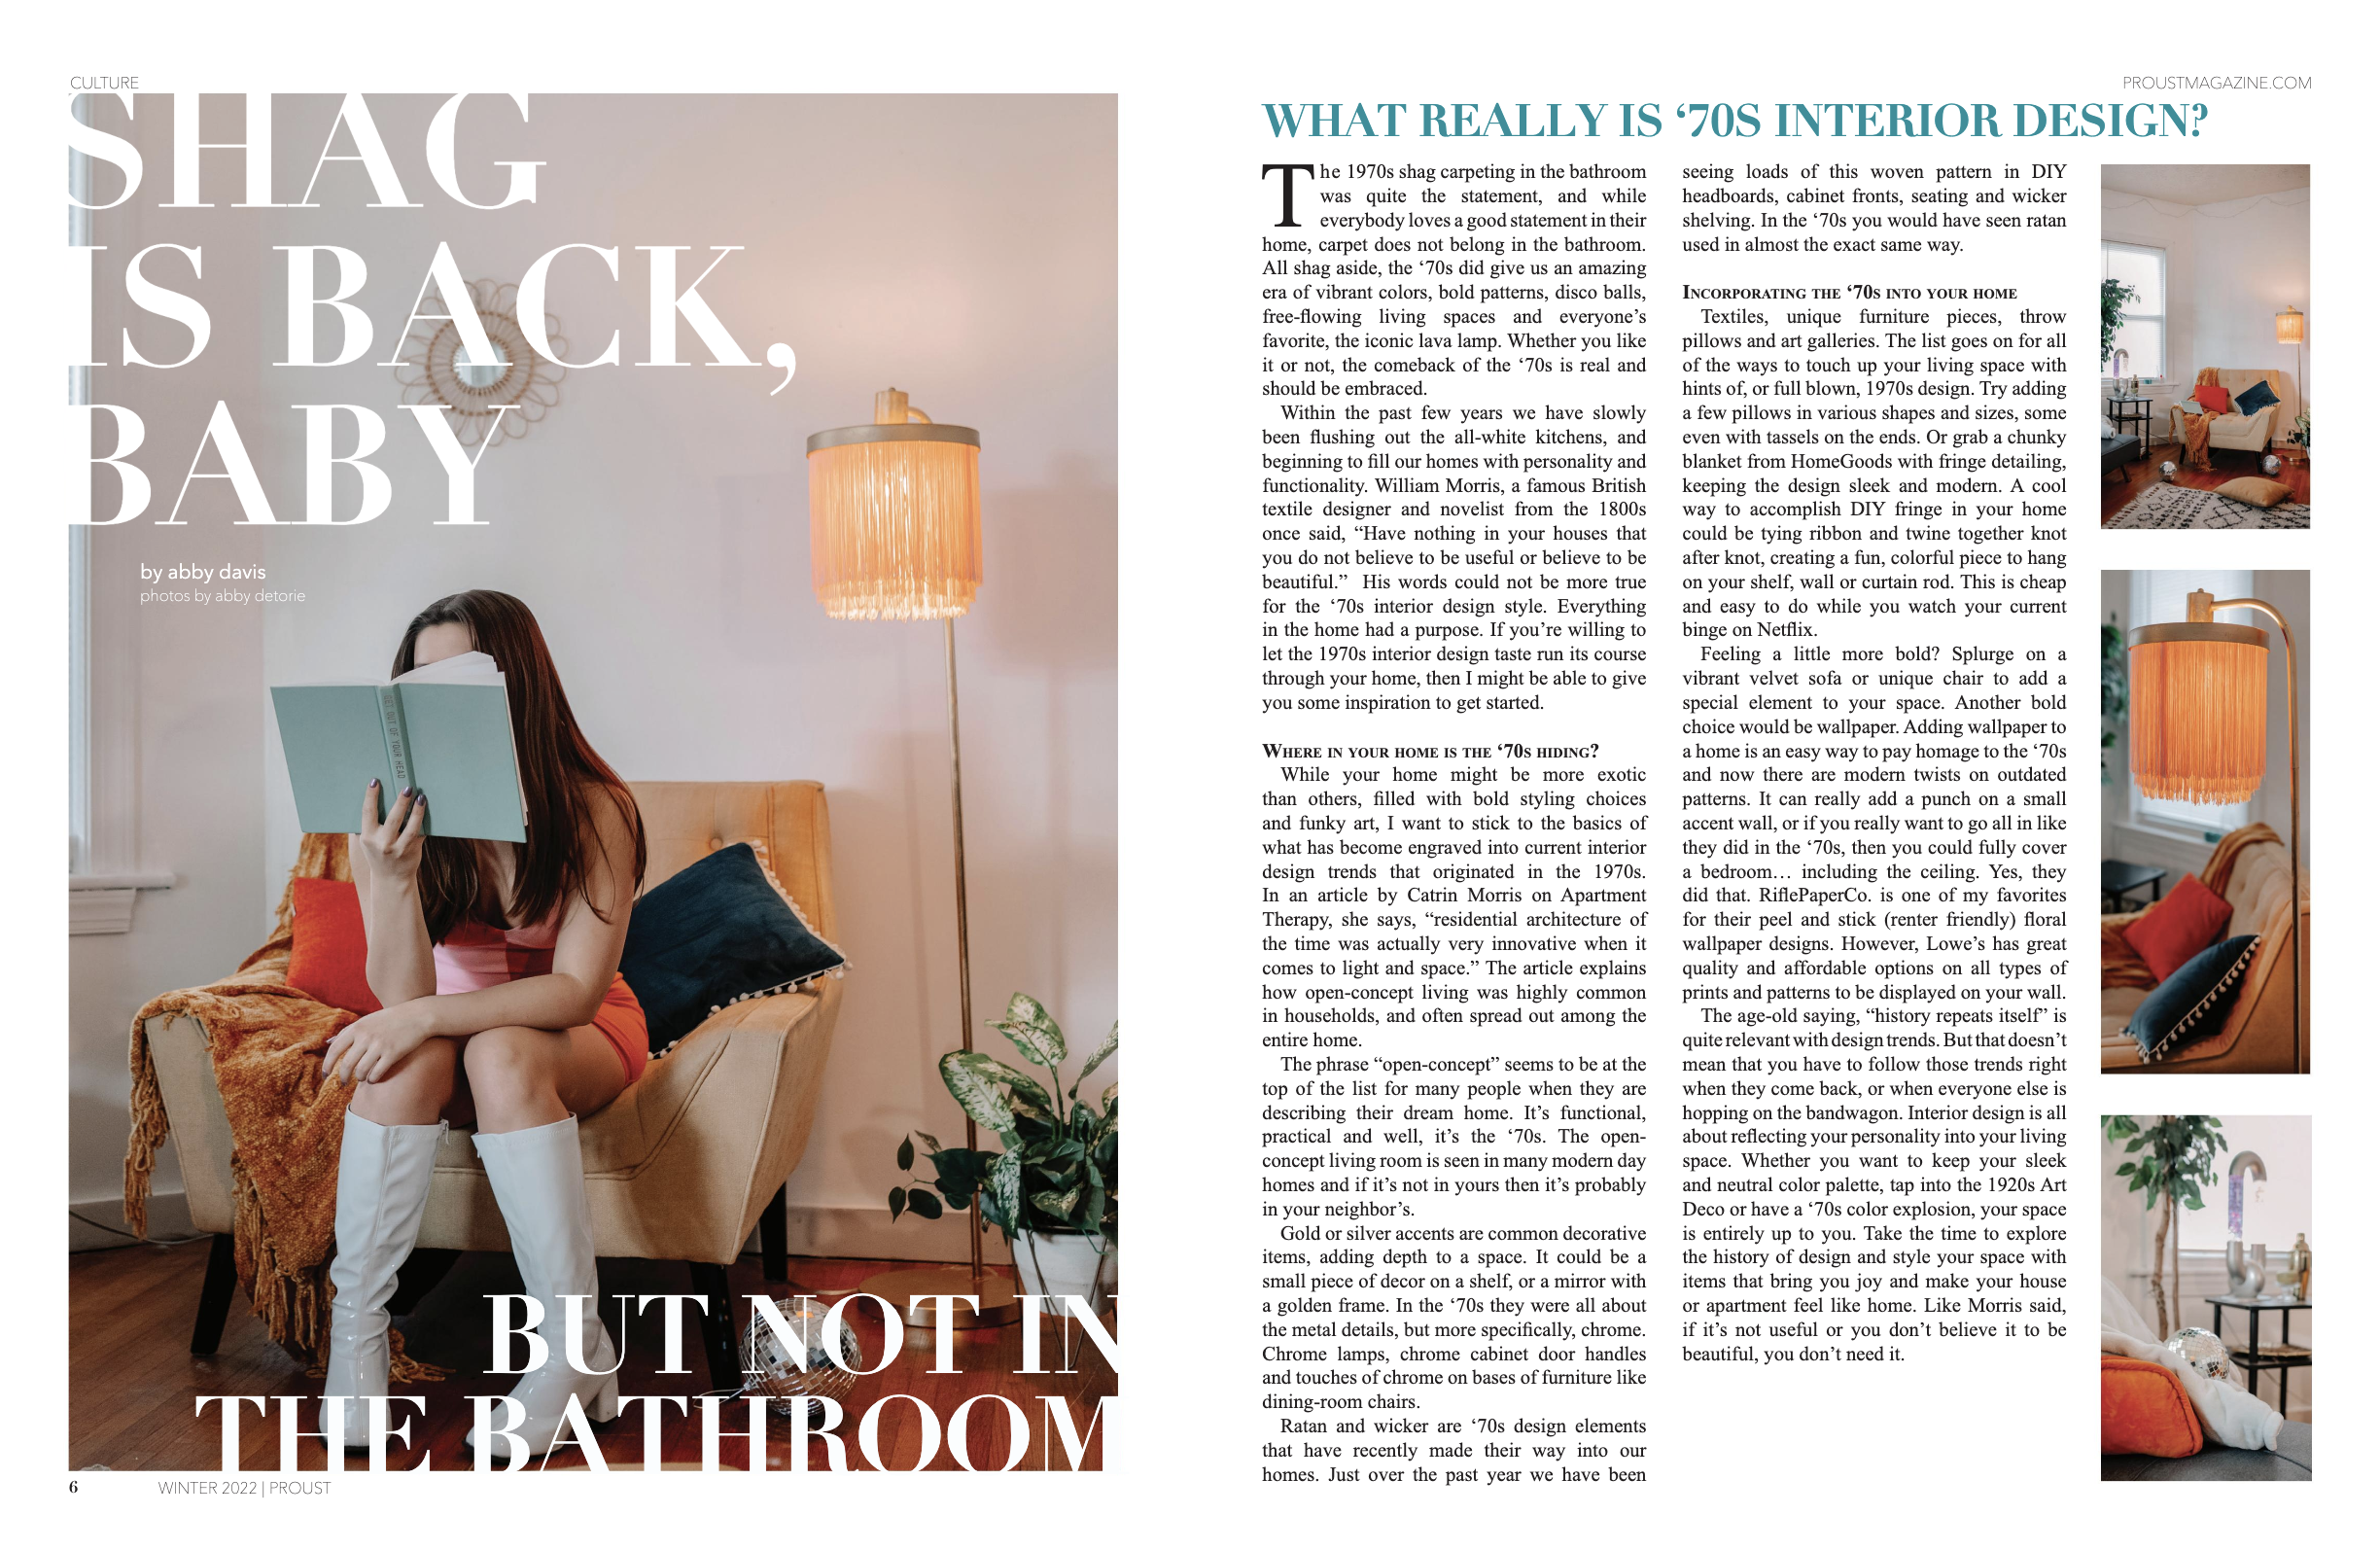 CULTURE
SHAG
IS BACK,
BABY
by abby davis
photos by abby detorie
GET OUT OF YOUR HEAD
BUT NOT IN
THE BATHROOM
6
WINTER 2022 | PROUST
PROUSTMAGAZINE.COM
WHAT REALLY IS ‘70S INTERIOR DESIGN?
The 1970s shag carpeting in the bathroom
was quite the statement, and while
everybody loves a good statement in their
home, carpet does not belong in the bathroom.
All shag aside, the ‘70s did give us an amazing
era of vibrant colors, bold patterns, disco balls,
free-flowing living spaces and everyone’s
favorite, the iconic lava lamp. Whether you like
it or not, the comeback of the ‘70s is real and
should be embraced.
Within the past few years we have slowly
been flushing out the all-white kitchens, and
beginning to fill our homes with personality and
functionality. William Morris, a famous British
textile designer and novelist from the 1800s
once said, “Have nothing in your houses that
you do not believe to be useful or believe to be
beautiful.” His words could not be more true
for the ‘70s interior design style. Everything
in the home had a purpose. If you’re willing to
let the 1970s interior design taste run its course
through your home, then I might be able to give
you some inspiration to get started.
WHERE IN YOUR HOME IS THE ‘70S HIDING?
While your home might be more exotic
than others, filled with bold styling choices
and funky art, I want to stick to the basics of
what has become engraved into current interior
design trends that originated in the 1970s.
In an article by Catrin Morris on Apartment
Therapy, she says, “residential architecture of
the time was actually very innovative when it
comes to light and space.” The article explains
how open-concept living was highly common
in households, and often spread out among the
entire home.
The phrase “open-concept” seems to be at the
top of the list for many people when they are
describing their dream home. It’s functional,
practical and well, it’s the ‘70s. The open-
concept living room is seen in many modern day
homes and if it’s not in yours then it’s probably
in your neighbor’s.
Gold or silver accents are common decorative
items, adding depth to a space. It could be a
small piece of decor on a shelf, or a mirror with
a golden frame. In the ‘70s they were all about
the metal details, but more specifically, chrome.
Chrome lamps, chrome cabinet door handles
and touches of chrome on bases of furniture like
dining-room chairs.
Ratan and wicker are ‘70s design elements
that have recently made their way into our
homes. Just over the past year we have been
seeing loads of this woven pattern in DIY
headboards, cabinet fronts, seating and wicker
shelving. In the ‘70s you would have seen ratan
used in almost the exact same way.
INCORPORATING THE ‘70S INTO YOUR HOME
Textiles, unique furniture pieces, throw
pillows and art galleries. The list goes on for all
of the ways to touch up your living space with
hints of, or full blown, 1970s design. Try adding
a few pillows in various shapes and sizes, some
even with tassels on the ends. Or grab a chunky
blanket from HomeGoods with fringe detailing,
keeping the design sleek and modern. A cool
way to accomplish DIY fringe in your home
could be tying ribbon and twine together knot
after knot, creating a fun, colorful piece to hang
on your shelf, wall or curtain rod. This is cheap
and easy to do while you watch your current
binge on Netflix.
Feeling a little more bold? Splurge on a
vibrant velvet sofa or unique chair to add a
special element to your space. Another bold
choice would be wallpaper. Adding wallpaper to
a home is an easy way to pay homage to the ‘70s
and now there are modern twists on outdated
patterns. It can really add a punch on a small
accent wall, or if you really want to go all in like
they did in the ‘70s, then you could fully cover
a bedroom… including the ceiling. Yes, they
did that. RiflePaperCo. is one of my favorites
for their peel and stick (renter friendly) floral
wallpaper designs. However, Lowe’s has great
quality and affordable options on all types of
prints and patterns to be displayed on your wall.
The age-old saying, “history repeats itself” is
quite relevant with design trends. But that doesn’t
mean that you have to follow those trends right
when they come back, or when everyone else is
hopping on the bandwagon. Interior design is all
about reflecting your personality into your living
space. Whether you want to keep your sleek
and neutral color palette, tap into the 1920s Art
Deco or have a ‘70s color explosion, your space
is entirely up to you. Take the time to explore
the history of design and style your space with
items that bring you joy and make your house
or apartment feel like home. Like Morris said,
if it’s not useful or you don’t believe it to be
beautiful, you don’t need it.